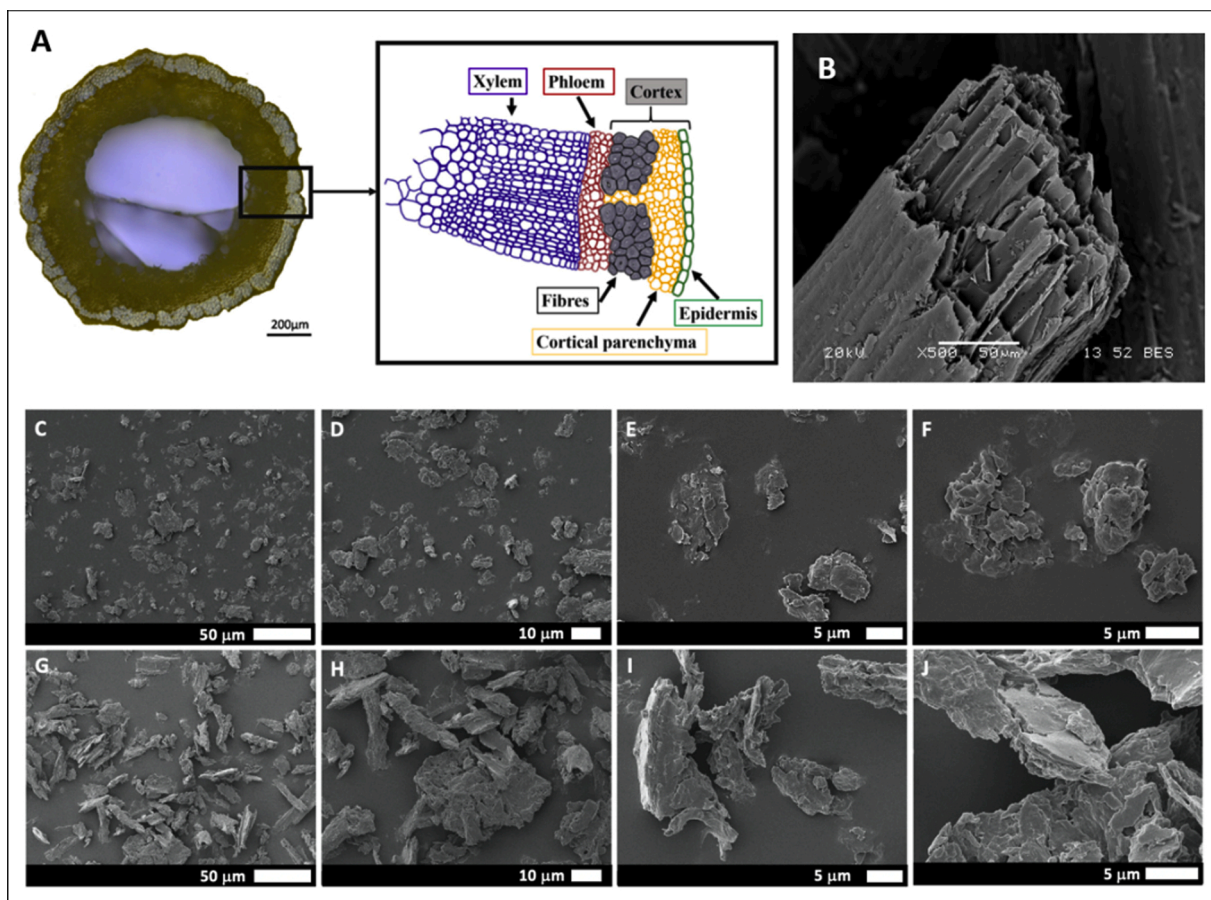 A
200μm
Xylem
Phloem
Cortex
Fibres
Epidermis
Cortical parenchyma
B
20kV X500 50μm 13 52 BES
C
50 μm
D
10 μm
E
5 μm
F
5 μm
G
50 μm
H
10 μm
I
5 μm
J
5 μm